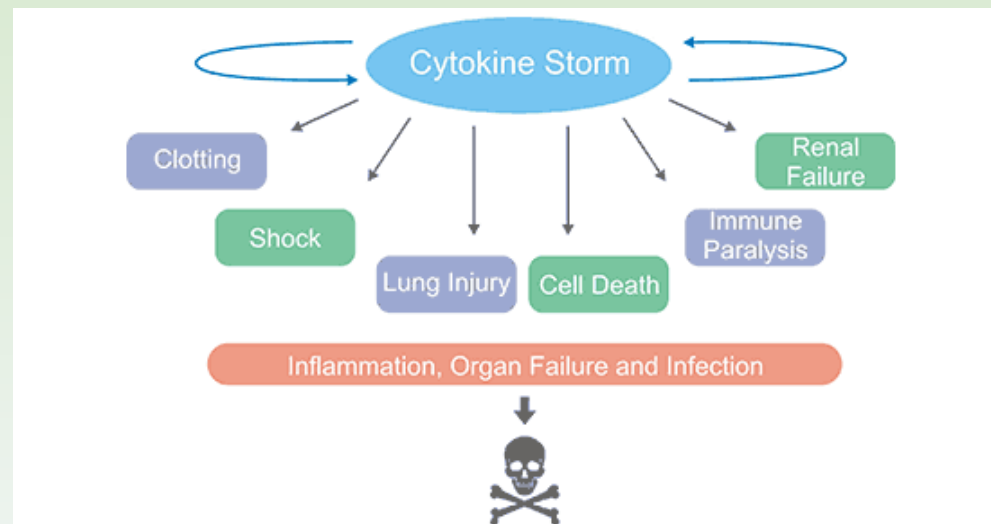 Cytokine Storm
Clotting
Shock
Lung Injury
Cell Death
Immune
Paralysis
Renal
Failure
Inflammation, Organ Failure and Infection